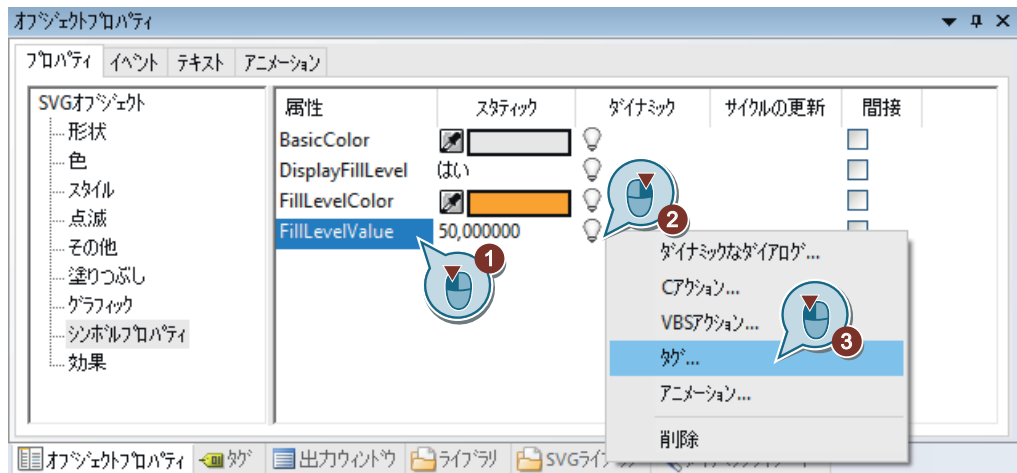 オブジェクトプロパティ
プロパティ イベント テキスト アニメーション
SVGオブジェクト
形状
色
スタイル
点滅
その他
塗りつぶし
グラフィック
シンボルプロパティ
効果
属性 スタティック ダイナミック サイクルの更新 間接
BasicColor
DisplayFillLevel はい
FillLevelColor
FillLevelValue 50,000000
1
2
3
ダイナミックなダイアログ...
Cアクション...
VBSアクション...
タグ...
アニメーション...
削除
オブジェクトプロパティ タグ 出力ウィンドウ ライブラリ